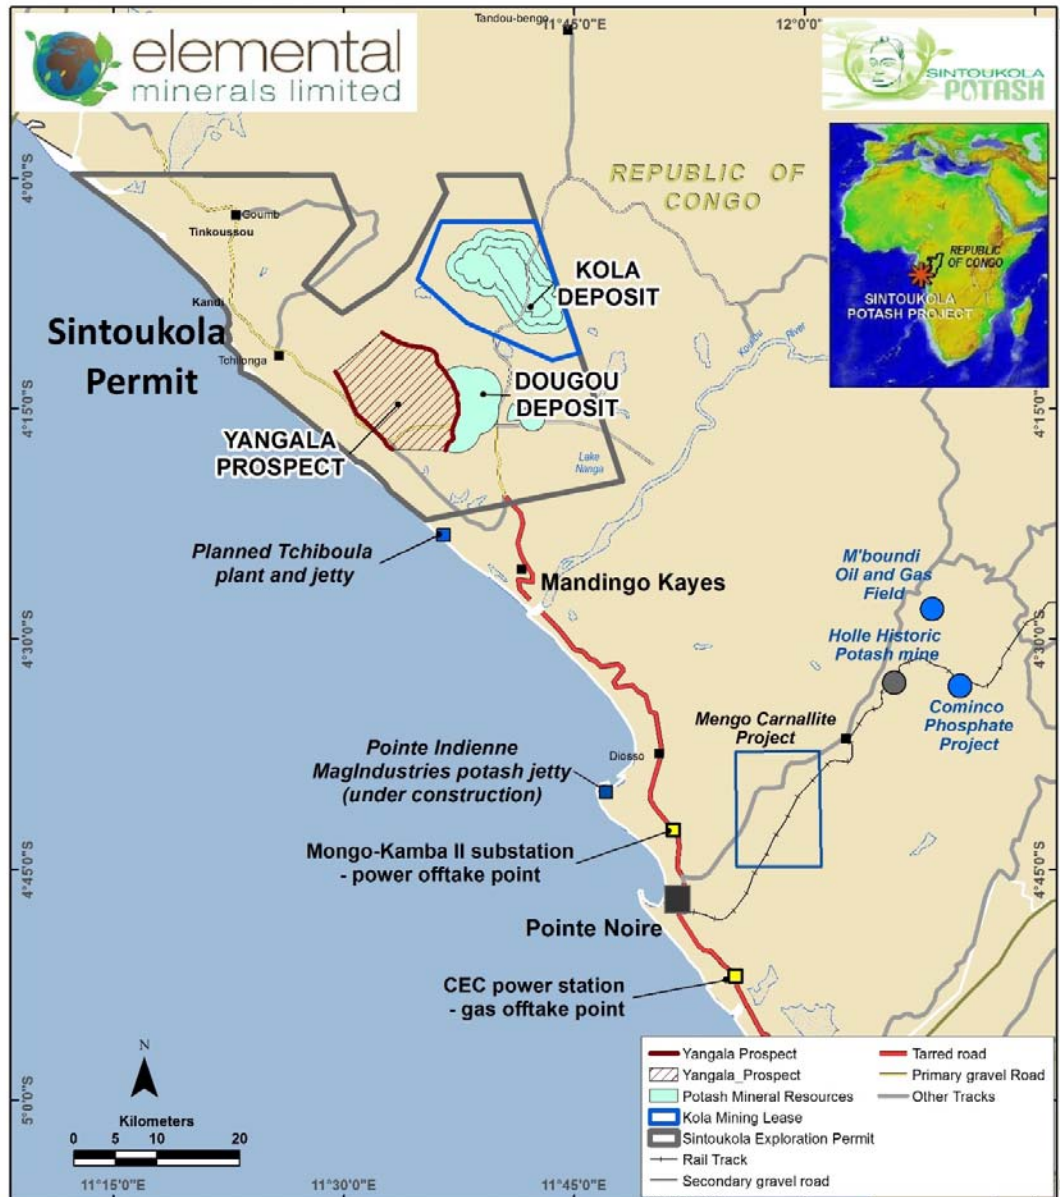 Tandou-bengo
11°45'0"E
12°0'0"E
elemental
minerals limited
SINTOUKOLA
POTASH
4°0'0"S
4°0'0"S
REPUBLIC OF
CONGO
REPUBLIC
OF CONGO
SINTOUKOLA
POTASH PROJECT
Goumb
Tinkoussou
KOLA
DEPOSIT
Kandi
Sintoukola
Permit
Tchilonga
Kouilou River
DOUGOU
DEPOSIT
4°15'0"S
4°15'0"S
YANGALA
PROSPECT
Lake
Nanga
Planned Tchiboula
plant and jetty
Mandingo Kayes
M'boundi
Oil and Gas
Field
4°30'0"S
4°30'0"S
Holle Historic
Potash mine
Cominco
Phosphate
Project
Mengo Carnallite
Project
Pointe Indienne
MagIndustries potash jetty
(under construction)
Diosso
Mongo-Kamba II substation
- power offtake point
4°45'0"S
4°45'0"S
Pointe Noire
CEC power station
- gas offtake point
N
Kilometers
0 5 10 20
5°0'0"S
Yangala Prospect
Yangala_Prospect
Potash Mineral Resources
Kola Mining Lease
Sintoukola Exploration Permit
Rail Track
Secondary gravel road
Tarred road
Primary gravel Road
Other Tracks
11°15'0"E
11°30'0"E
11°45'0"E